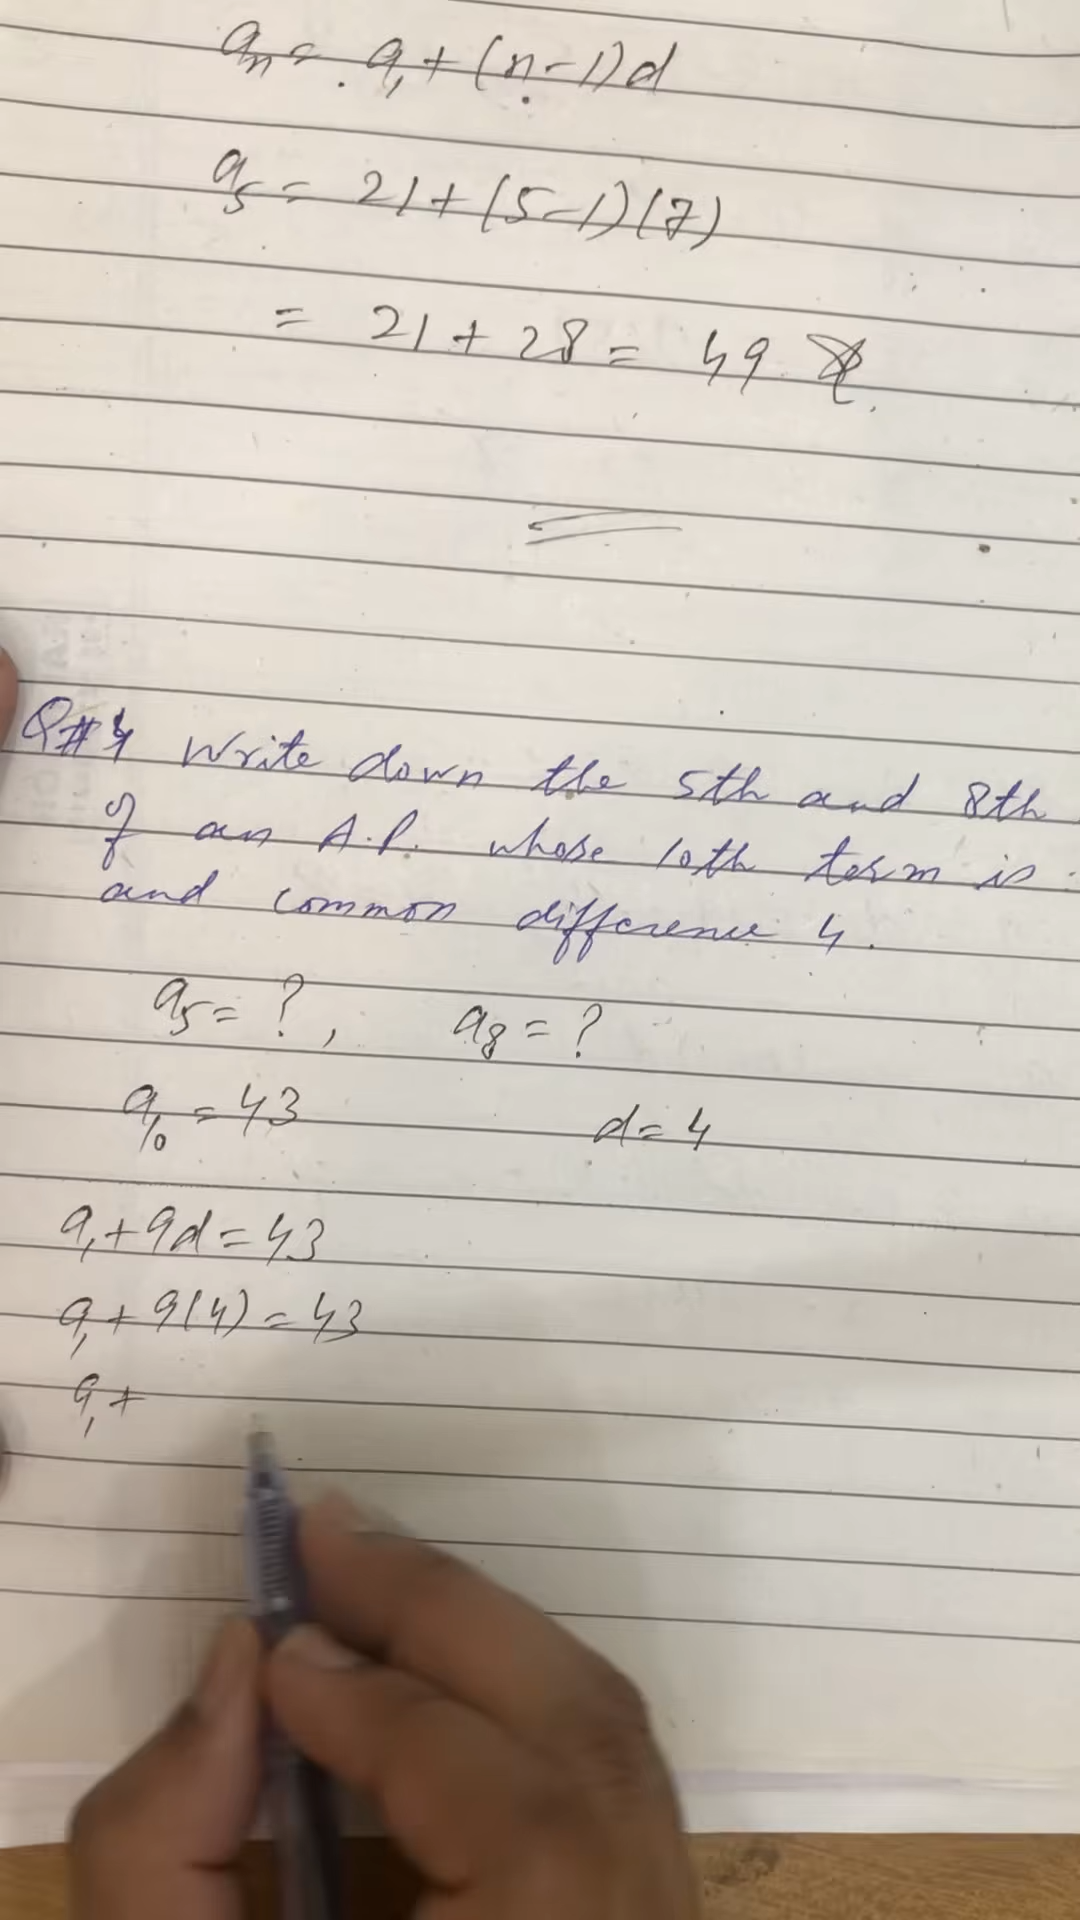 aₙ = a₁ + (n-1)d
a₅ = 21 + (5-1)(7)
= 21 + 28 = 49
Q#4 Write down the 5th and 8th
of an A.P. whose 10th term is
and common difference 4.
a₅ = ?, a₈ = ?
a₁₀ = 43 d = 4
a₁ + 9d = 43
a₁ + 9(4) = 43
a₁ +